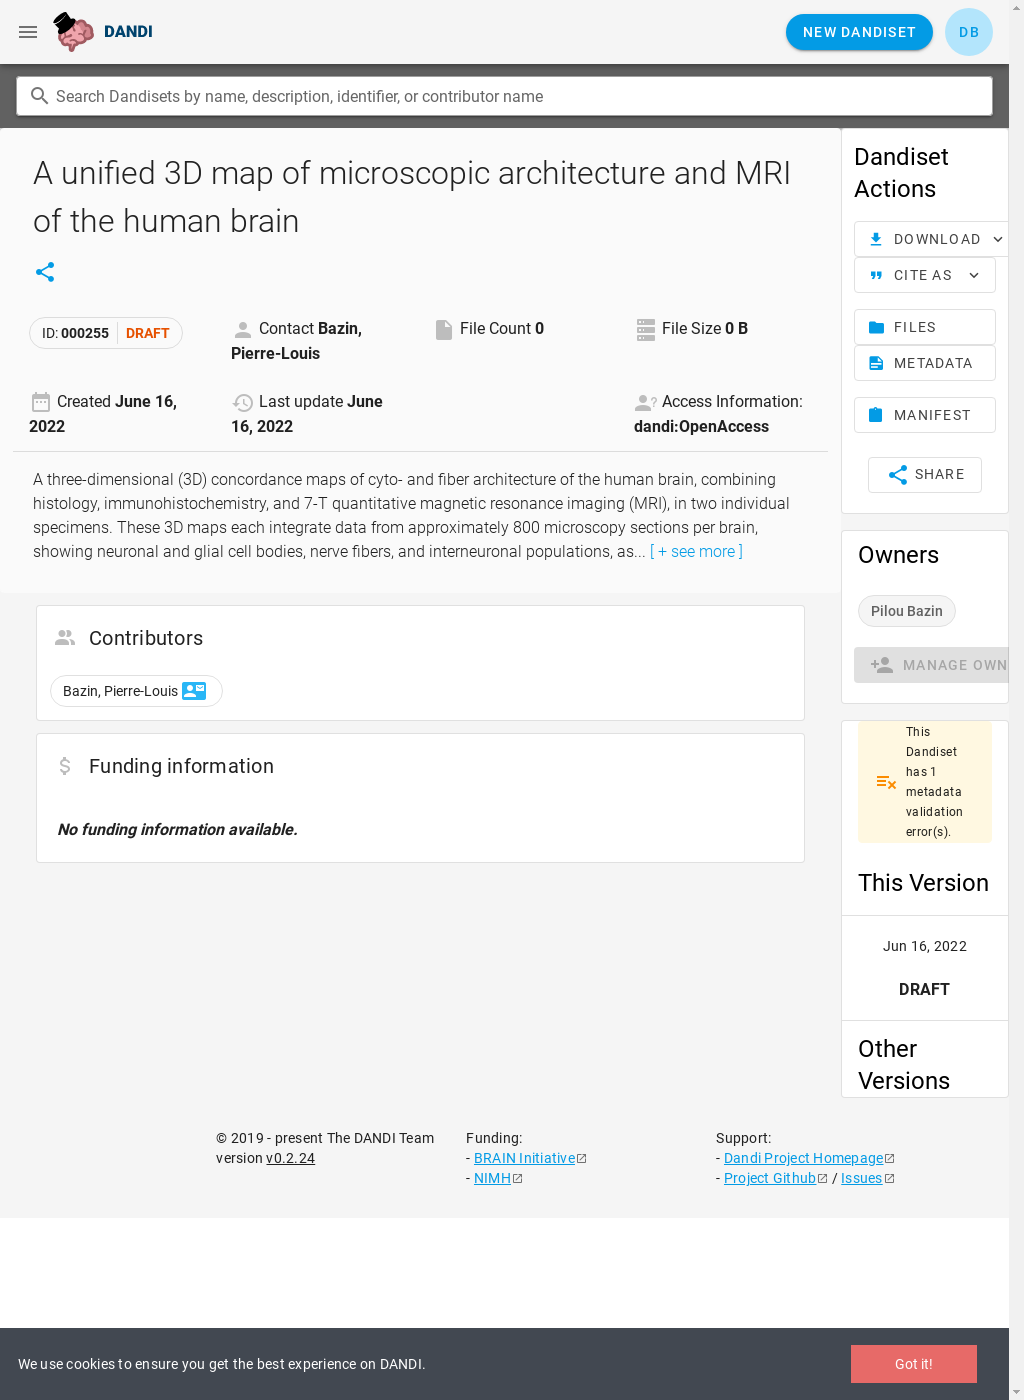 DANDI
NEW DANDISET
DB
Search Dandisets by name, description, identifier, or contributor name
A unified 3D map of microscopic architecture and MRI
of the human brain
ID: 000255 DRAFT
Contact Bazin,
Pierre-Louis
File Count 0
File Size 0 B
Created June 16,
2022
Last update June
16, 2022
Access Information:
dandi:OpenAccess
A three-dimensional (3D) concordance maps of cyto- and fiber architecture of the human brain, combining
histology, immunohistochemistry, and 7-T quantitative magnetic resonance imaging (MRI), in two individual
specimens. These 3D maps each integrate data from approximately 800 microscopy sections per brain,
showing neuronal and glial cell bodies, nerve fibers, and interneuronal populations, as... [ + see more ]
Contributors
Bazin, Pierre-Louis
Funding information
No funding information available.
Dandiset
Actions
DOWNLOAD
CITE AS
FILES
METADATA
MANIFEST
SHARE
Owners
Pilou Bazin
MANAGE OWN
This
Dandiset
has 1
metadata
validation
error(s).
This Version
Jun 16, 2022
DRAFT
Other
Versions
© 2019 - present The DANDI Team
version v0.2.24
Funding:
- BRAIN Initiative
- NIMH
Support:
- Dandi Project Homepage
- Project Github / Issues
We use cookies to ensure you get the best experience on DANDI.
Got it!